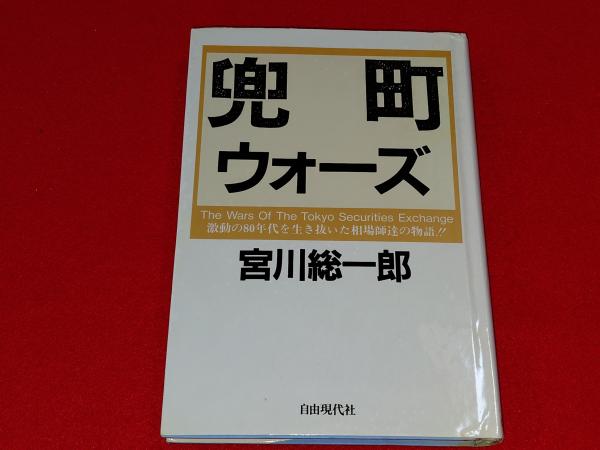 兜町
ウォーズ
The Wars Of The Tokyo Securities Exchange
激動の80年代を生き抜いた相場師達の物語!!
宮川総一郎
自由現代社